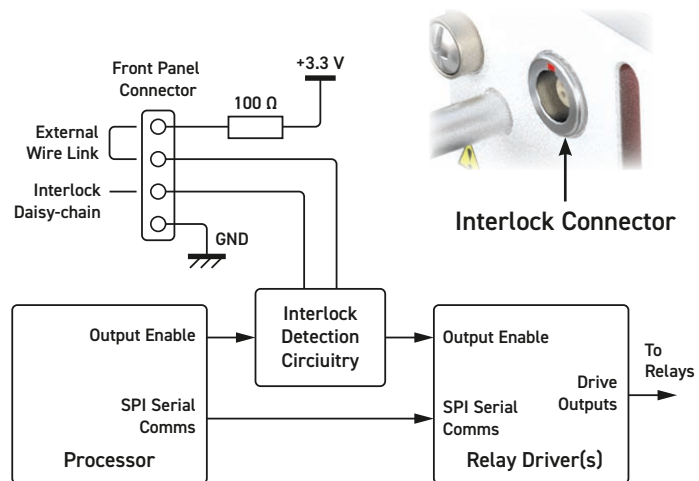 +3.3 V
Front Panel
Connector
100 Ω
External
Wire Link
Interlock
Daisy-chain
GND
Interlock Connector
Interlock
Detection
Circiuitry
Output Enable
Output Enable
To
Relays
Drive
Outputs
SPI Serial
Comms
SPI Serial
Comms
Processor
Relay Driver(s)